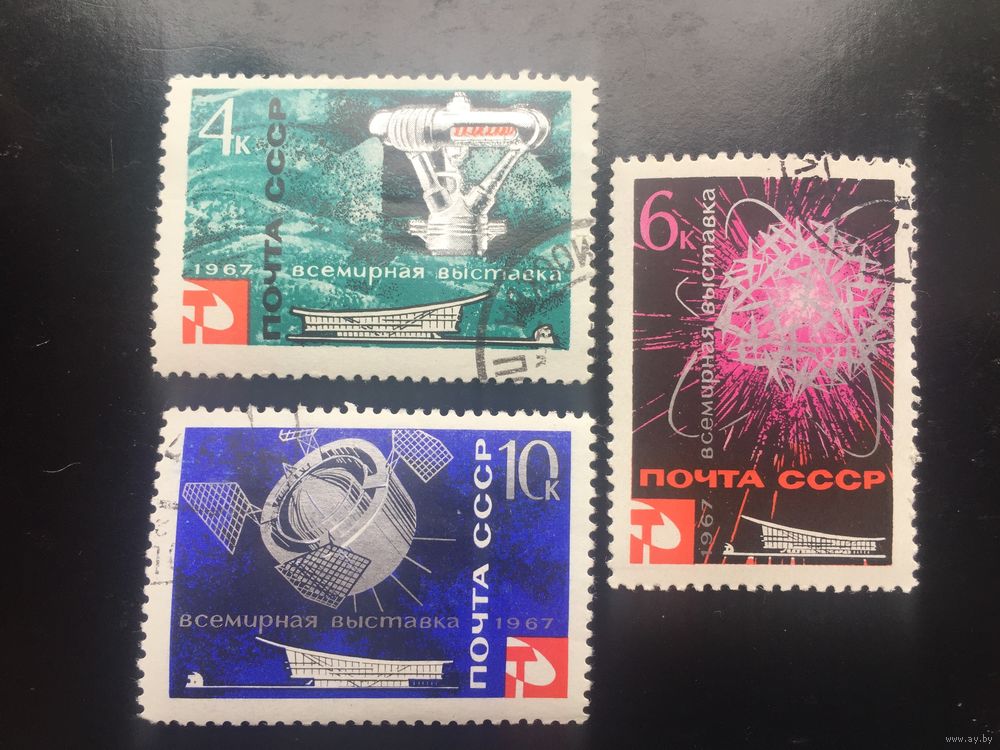 4к
ПОЧТА СССР
1967 всемирная выставка
6к
всемирная выставка
1967
ПОЧТА СССР
10к
ПОЧТА СССР
всемирная выставка 1967
www.ay.by